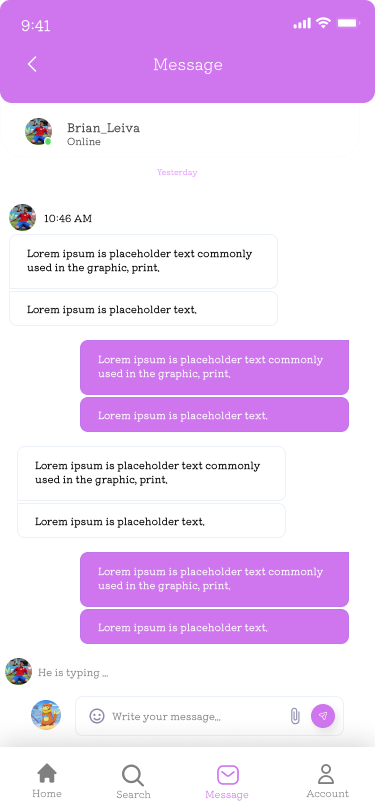 9:41
Message
Brian_Leiva
Online
Yesterday
10:46 AM
Lorem ipsum is placeholder text commonly
used in the graphic, print.
Lorem ipsum is placeholder text.
Lorem ipsum is placeholder text commonly
used in the graphic, print.
Lorem ipsum is placeholder text.
Lorem ipsum is placeholder text commonly
used in the graphic, print.
Lorem ipsum is placeholder text.
Lorem ipsum is placeholder text commonly
used in the graphic, print.
Lorem ipsum is placeholder text.
He is typing ...
Write your message...
Home
Search
Message
Account